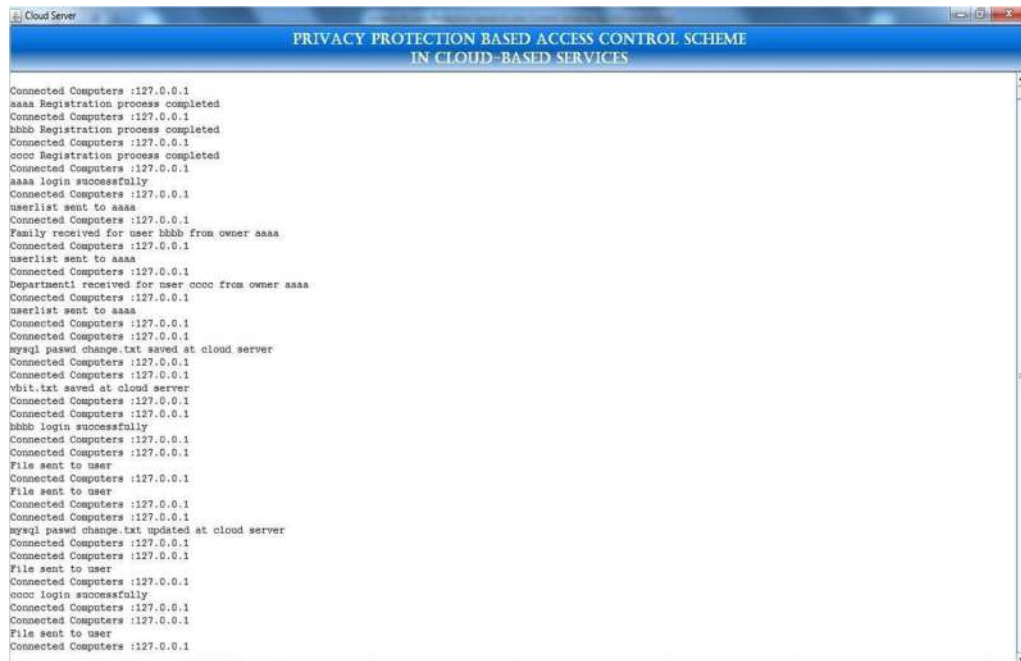 Cloud Server
PRIVACY PROTECTION BASED ACCESS CONTROL SCHEME
IN CLOUD-BASED SERVICES
Connected Computers :127.0.0.1
aaaa Registration process completed
Connected Computers :127.0.0.1
bbbb Registration process completed
Connected Computers :127.0.0.1
cccc Registration process completed
Connected Computers :127.0.0.1
aaaa login successfully
Connected Computers :127.0.0.1
userlist sent to aaaa
Connected Computers :127.0.0.1
Family received for user bbbb from owner aaaa
Connected Computers :127.0.0.1
userlist sent to aaaa
Connected Computers :127.0.0.1
Department1 received for user cccc from owner aaaa
Connected Computers :127.0.0.1
userlist sent to aaaa
Connected Computers :127.0.0.1
Connected Computers :127.0.0.1
mysql paswd change.txt saved at cloud server
Connected Computers :127.0.0.1
Connected Computers :127.0.0.1
vbit.txt saved at cloud server
Connected Computers :127.0.0.1
Connected Computers :127.0.0.1
bbbb login successfully
Connected Computers :127.0.0.1
Connected Computers :127.0.0.1
File sent to user
Connected Computers :127.0.0.1
File sent to user
Connected Computers :127.0.0.1
Connected Computers :127.0.0.1
mysql paswd change.txt updated at cloud server
Connected Computers :127.0.0.1
Connected Computers :127.0.0.1
File sent to user
Connected Computers :127.0.0.1
cccc login successfully
Connected Computers :127.0.0.1
Connected Computers :127.0.0.1
File sent to user
Connected Computers :127.0.0.1